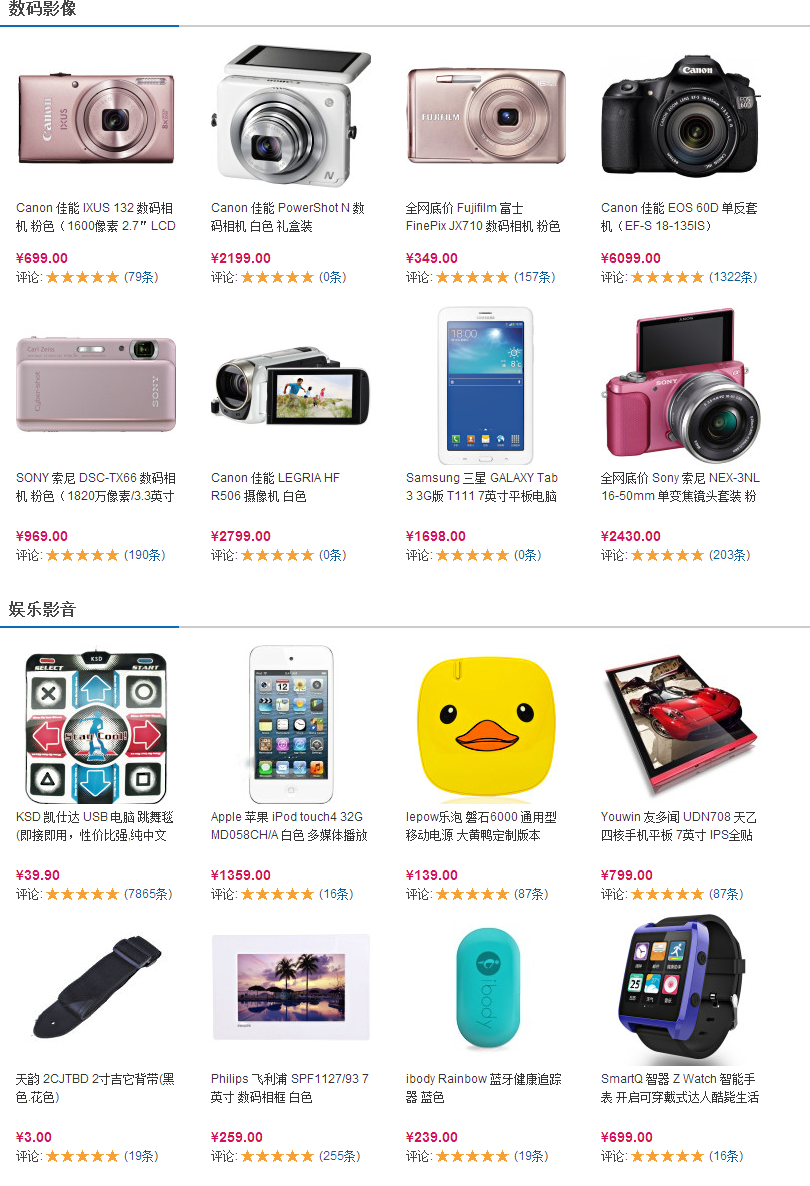 数码影像
Canon 佳能 IXUS 132 数码相
机 粉色（1600像素 2.7″ LCD
¥699.00
评论: (79条)
Canon 佳能 PowerShot N 数
码相机 白色 礼盒装
¥2199.00
评论: (0条)
全网底价 Fujifilm 富士
FinePix JX710 数码相机 粉色
¥349.00
评论: (157条)
Canon 佳能 EOS 60D 单反套
机（EF-S 18-135IS）
¥6099.00
评论: (1322条)
SONY 索尼 DSC-TX66 数码相
机 粉色（1820万像素/3.3英寸
¥969.00
评论: (190条)
Canon 佳能 LEGRIA HF
R506 摄像机 白色
¥2799.00
评论: (0条)
Samsung 三星 GALAXY Tab
3 3G版 T111 7英寸平板电脑
¥1698.00
评论: (0条)
全网底价 Sony 索尼 NEX-3NL
16-50mm 单变焦镜头套装 粉
¥2430.00
评论: (203条)
娱乐影音
KSD
SELECT
START
Stay Cool
KSD 凯仕达 USB 电脑 跳舞毯
(即接即用，性价比强.纯中文
¥39.90
评论: (7865条)
Apple 苹果 iPod touch4 32G
MD058CH/A 白色 多媒体播放
¥1359.00
评论: (16条)
lepow乐泡 磐石6000 通用型
移动电源 大黄鸭定制版本
¥139.00
评论: (87条)
Youwin 友多闻 UDN708 天乙
四核手机平板 7英寸 IPS全贴
¥799.00
评论: (87条)
天韵 2CJTBD 2寸吉它背带(黑
色.花色)
¥3.00
评论: (19条)
Philips 飞利浦 SPF1127/93 7
英寸 数码相框 白色
¥259.00
评论: (255条)
ibody
ibody Rainbow 蓝牙健康追踪
器 蓝色
¥239.00
评论: (19条)
SmartQ 智器 Z Watch 智能手
表 开启可穿戴式达人酷毙生活
¥699.00
评论: (16条)